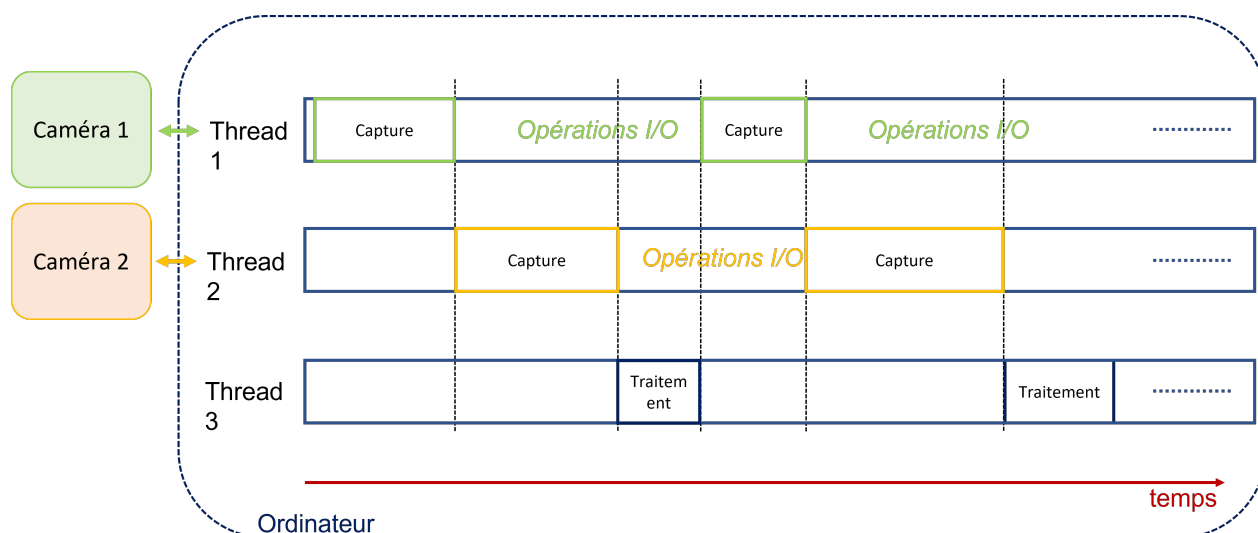 Caméra 1
Thread
1
Capture
Opérations I/O
Capture
Opérations I/O
Caméra 2
Thread
2
Capture
Opérations I/O
Capture
Thread
3
Traitem
ent
Traitement
temps
Ordinateur